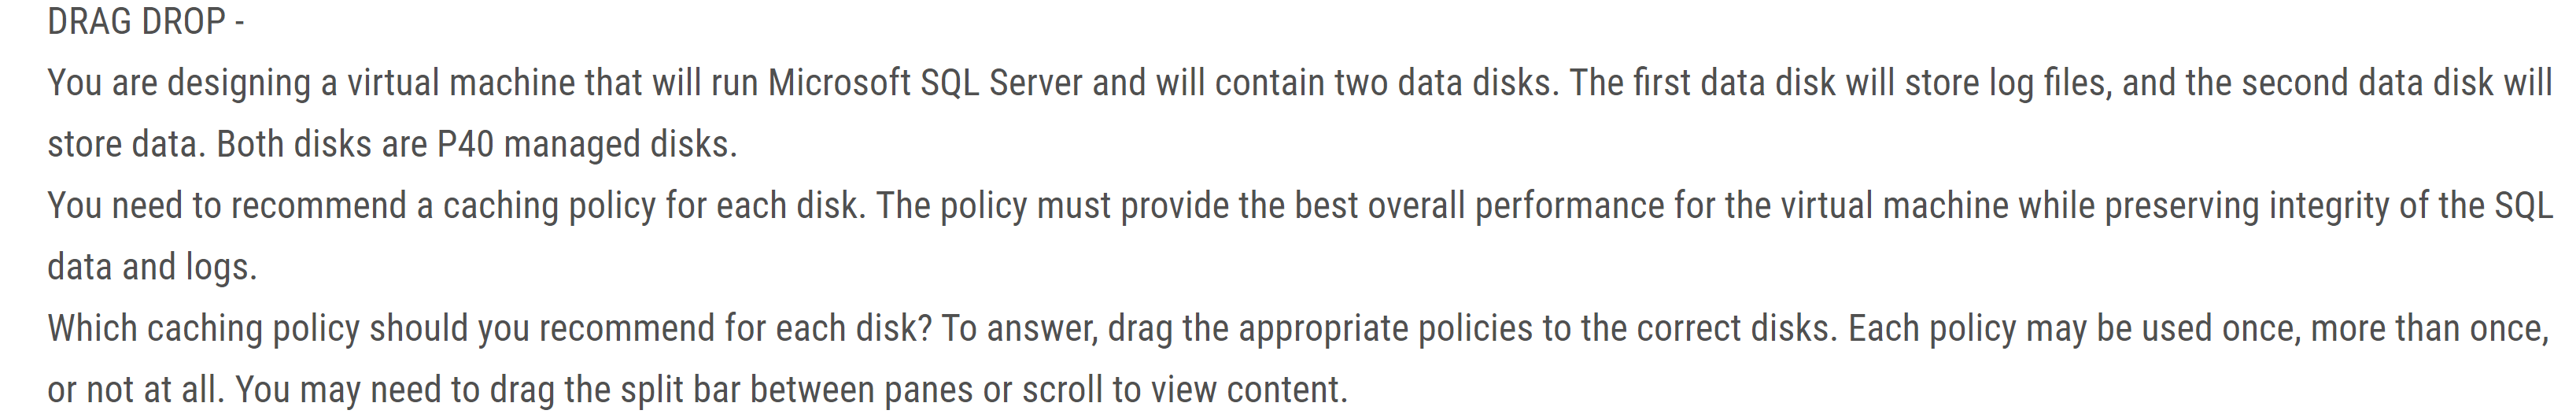 DRAG DROP -
You are designing a virtual machine that will run Microsoft SQL Server and will contain two data disks. The first data disk will store log files, and the second data disk will
store data. Both disks are P40 managed disks.
You need to recommend a caching policy for each disk. The policy must provide the best overall performance for the virtual machine while preserving integrity of the SQL
data and logs.
Which caching policy should you recommend for each disk? To answer, drag the appropriate policies to the correct disks. Each policy may be used once, more than once,
or not at all. You may need to drag the split bar between panes or scroll to view content.